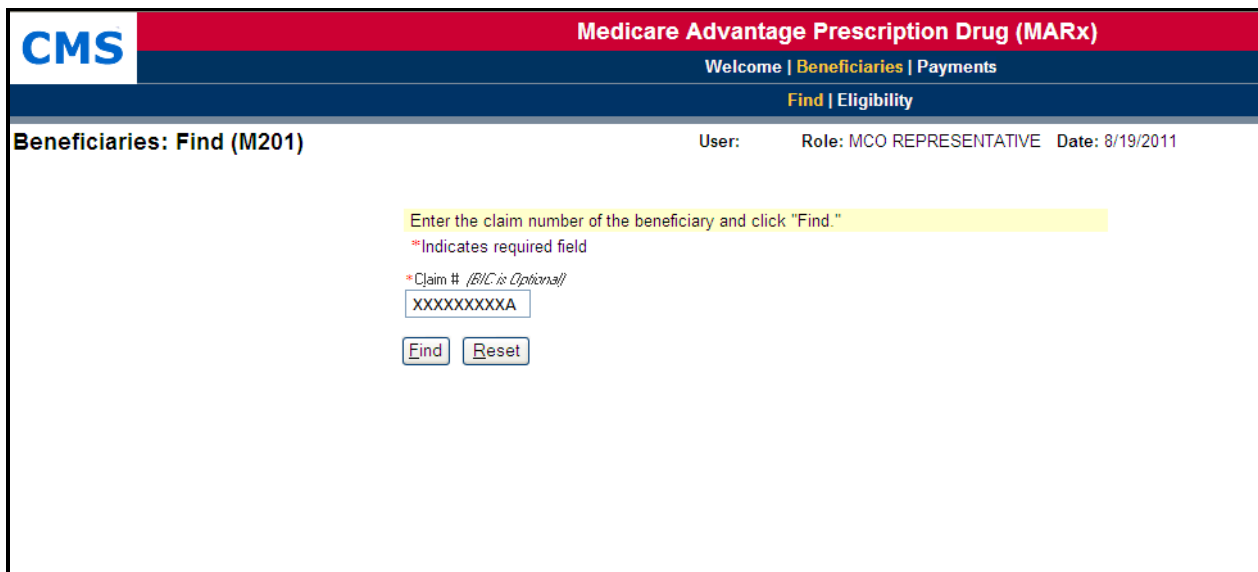 CMS
Medicare Advantage Prescription Drug (MARx)
Welcome | Beneficiaries | Payments
Find | Eligibility
Beneficiaries: Find (M201) User: Role: MCO REPRESENTATIVE Date: 8/19/2011
Enter the claim number of the beneficiary and click "Find."
*Indicates required field
*Claim # (BIC is Optional)
XXXXXXXXXA
Find Reset